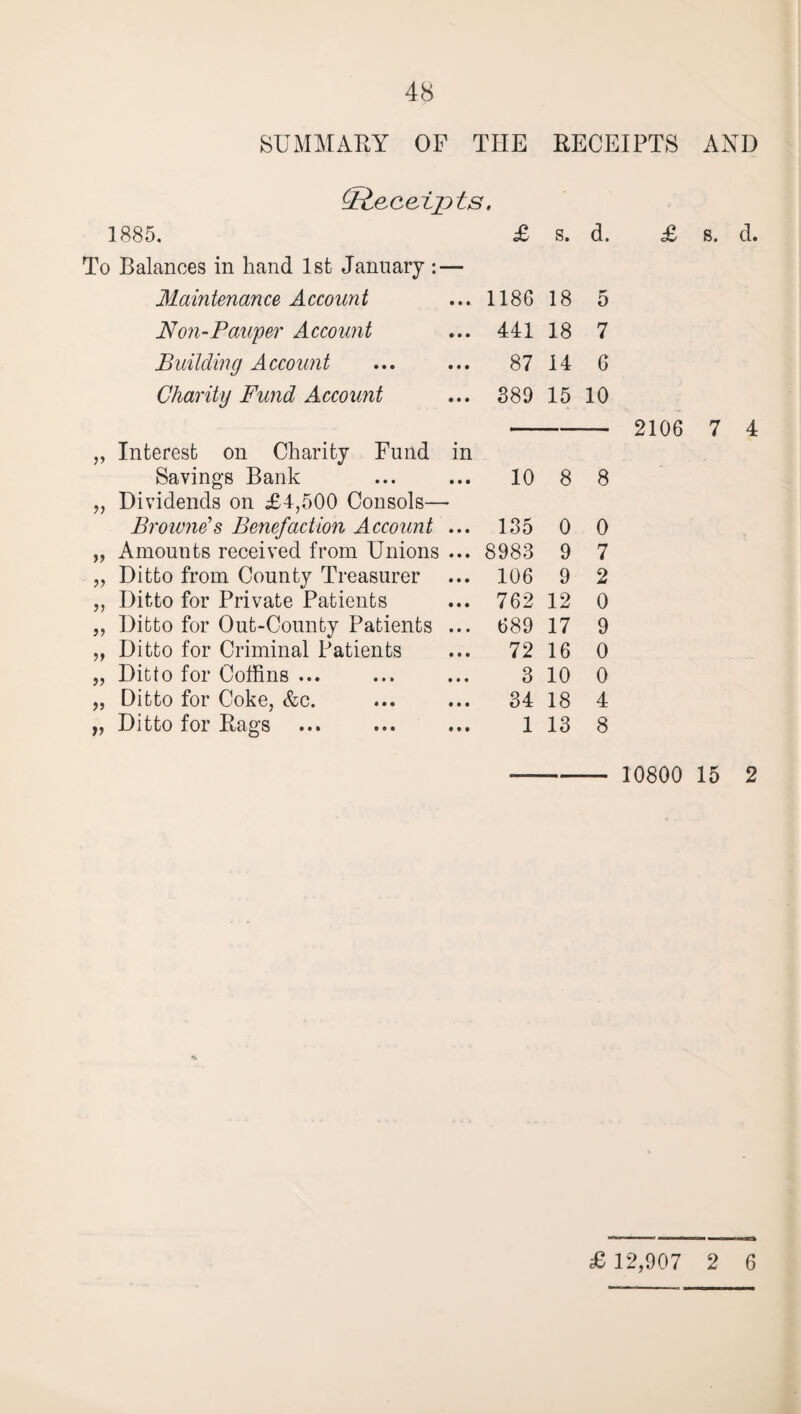 48
SUMMARY OF THE RECEIPTS AND
Receipts.
1885. £ s. d. £ s. d.
To Balances in hand 1st January :—
Maintenance Account ... 1186 18 5
Non-Pauper Account ... 441 18 7
Building Account ... ... 87 14 6
Charity Fund Account ... 389 15 10
2106 7 4
„ Interest on Charity Fund in
Savings Bank ... ... 10 8 8
„ Dividends on £4,500 Consols—
Browne's Benefaction Account ... 135 0 0
„ Amounts received from Unions ... 8983 9 7
„ Ditto from County Treasurer ... 106 9 2
„ Ditto for Private Patients ... 762 12 0
„ Ditto for Out-County Patients ... 689 17 9
„ Ditto for Criminal Patients ... 72 16 0
„ Ditto for Coffins ... ... ... 3 10 0
„ Ditto for Coke, &c. ... ... 34 18 4
„ Ditto for Rags ... ... ... 1 13 8
10800 15 2
£ 12,907 2 6